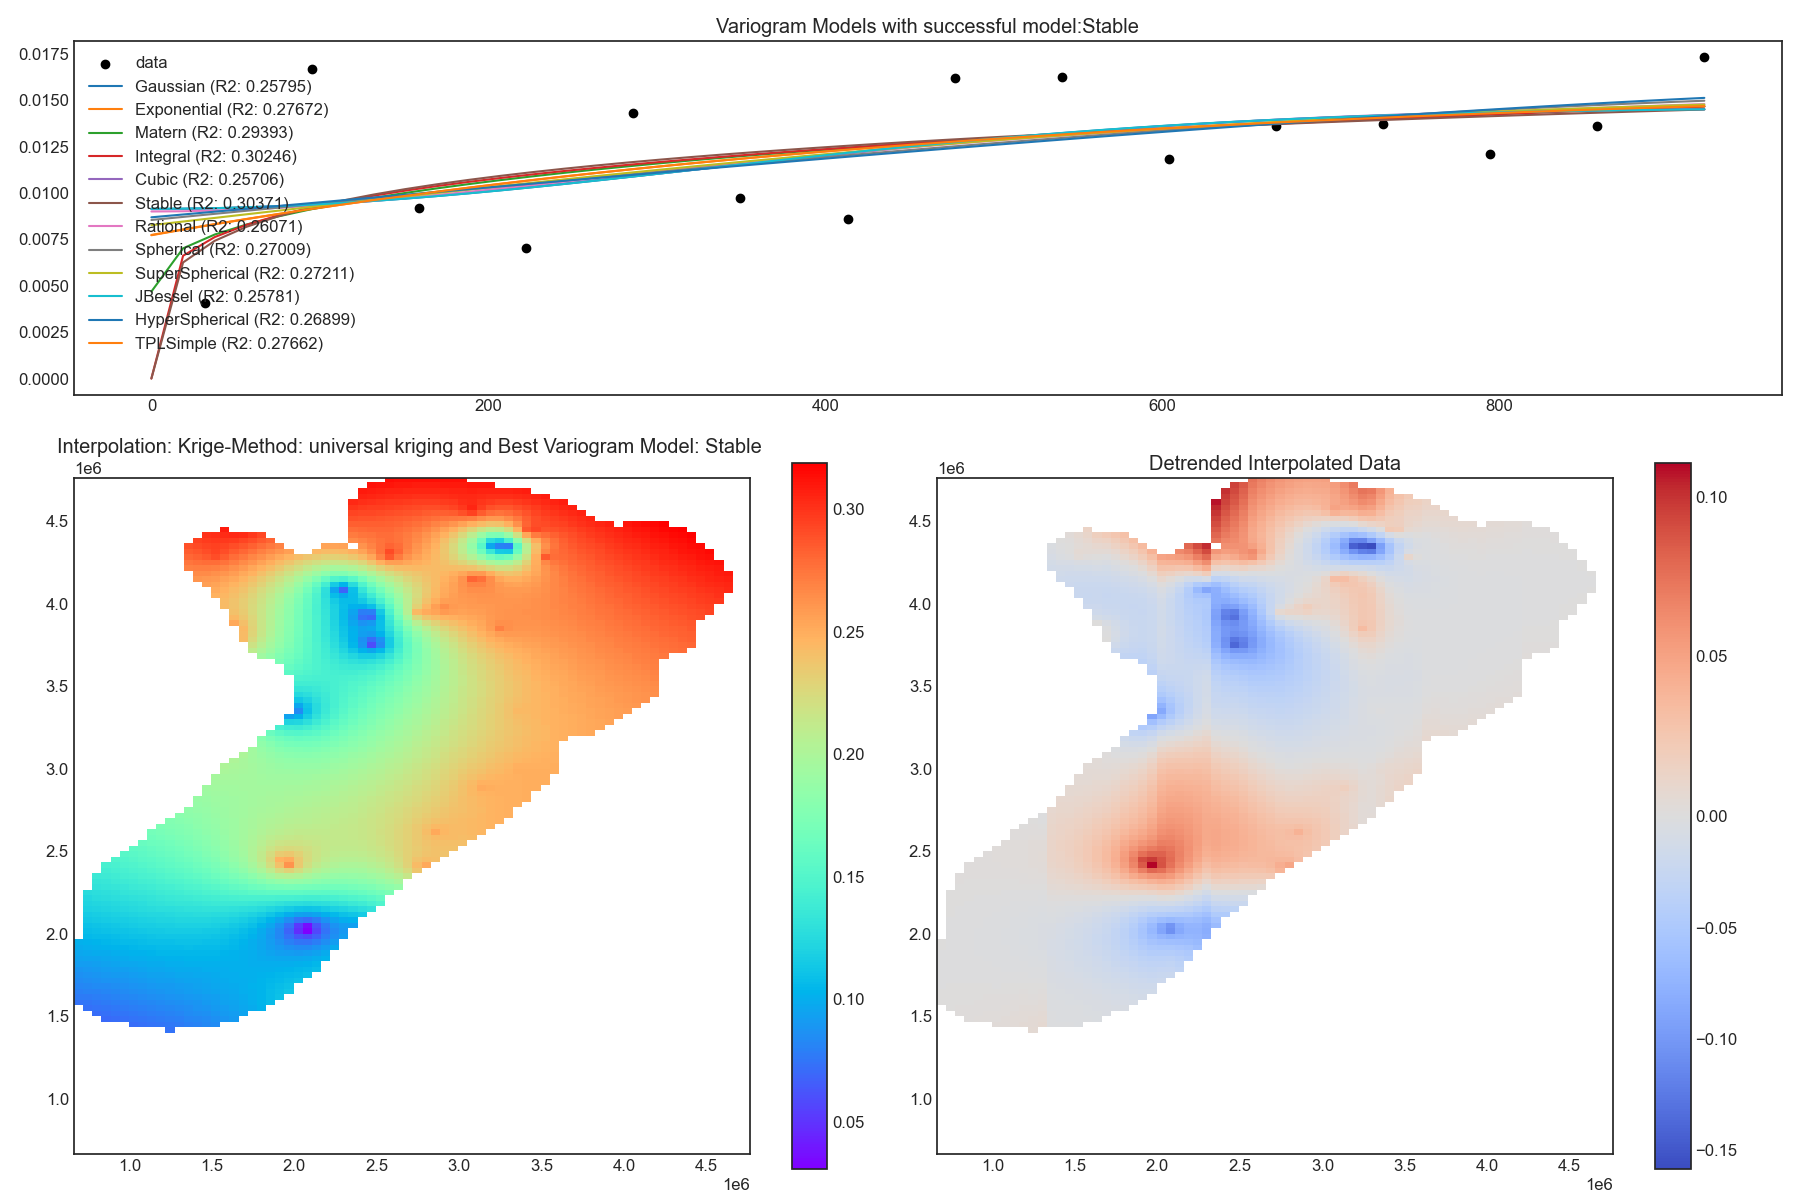 Variogram Models with successful model:Stable
0.0175
0.0150
0.0125
0.0100
0.0075
0.0050
0.0025
0.0000
data
Gaussian (R2: 0.25795)
Exponential (R2: 0.27672)
Matern (R2: 0.29393)
Integral (R2: 0.30246)
Cubic (R2: 0.25706)
Stable (R2: 0.30371)
Rational (R2: 0.26071)
Spherical (R2: 0.27009)
SuperSpherical (R2: 0.27211)
JBessel (R2: 0.25781)
HyperSpherical (R2: 0.26899)
TPLSimple (R2: 0.27662)
0 200 400 600 800
Interpolation: Krige-Method: universal kriging and Best Variogram Model: Stable
1e6
4.5
4.0
3.5
3.0
2.5
2.0
1.5
1.0
1.0 1.5 2.0 2.5 3.0 3.5 4.0 4.5
1e6
0.30
0.25
0.20
0.15
0.10
0.05
Detrended Interpolated Data
1e6
4.5
4.0
3.5
3.0
2.5
2.0
1.5
1.0
1.0 1.5 2.0 2.5 3.0 3.5 4.0 4.5
1e6
0.10
0.05
0.00
−0.05
−0.10
−0.15